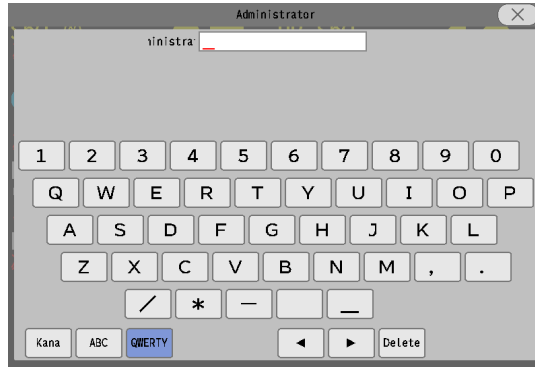 Administrator
ministra
1 2 3 4 5 6 7 8 9 0
Q W E R T Y U I O P
A S D F G H J K L
Z X C V B N M , .
/ * — _
Kana ABC QWERTY ◄ ► Delete